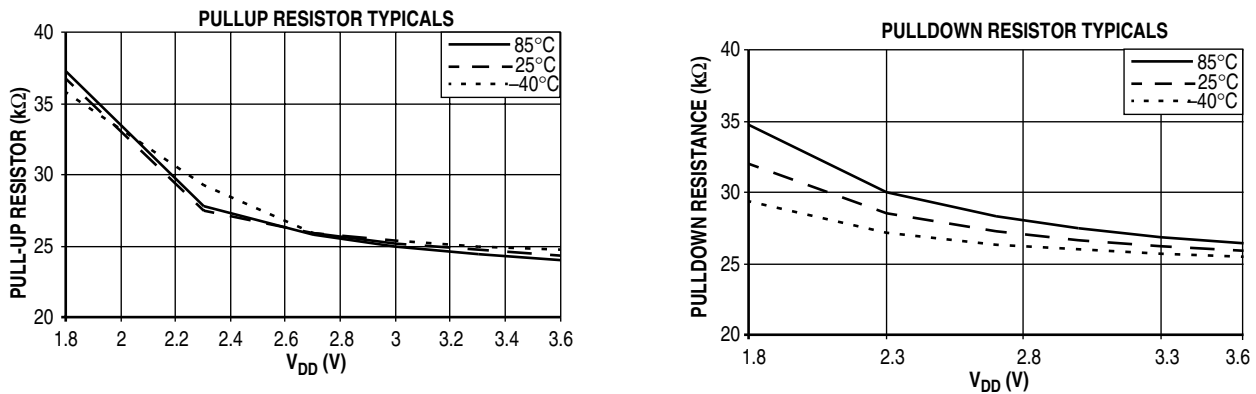 PULLUP RESISTOR TYPICALS
PULL-UP RESISTOR (kΩ)
40
35
30
25
20
1.8 2 2.2 2.4 2.6 2.8 3 3.2 3.4 3.6
V_DD (V)
85°C
25°C
–40°C
PULLDOWN RESISTOR TYPICALS
PULLDOWN RESISTANCE (kΩ)
40
35
30
25
20
1.8 2.3 2.8 3.3 3.6
V_DD (V)
85°C
25°C
–40°C